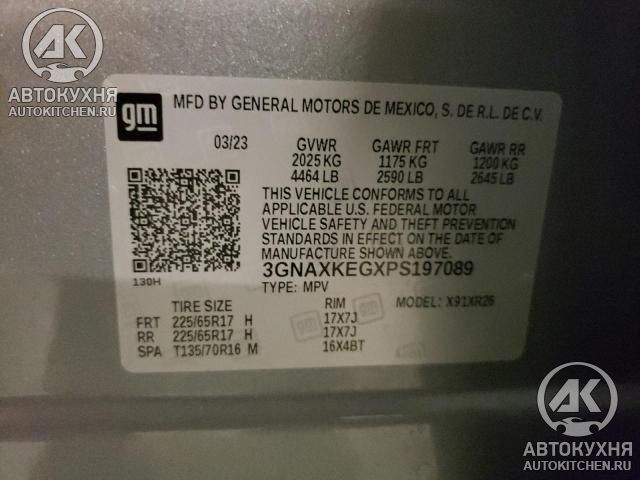 AK
АВТОКУХНЯ
AUTOKITCHEN.RU
gm
MFD BY GENERAL MOTORS DE MEXICO, S. DE R.L. DE C.V.
03/23 GVWR GAWR FRT GAWR RR
2025 KG 1175 KG 1200 KG
4464 LB 2590 LB 2645 LB
THIS VEHICLE CONFORMS TO ALL
APPLICABLE U.S. FEDERAL MOTOR
VEHICLE SAFETY AND THEFT PREVENTION
STANDARDS IN EFFECT ON THE DATE OF
MANUFACTURE SHOWN ABOVE.
3GNAXKEGXPS197089
130H TYPE: MPV
TIRE SIZE RIM MODEL: X91XR26
FRT 225/65R17 H 17X7J
RR 225/65R17 H 17X7J
SPA T135/70R16 M 16X4BT
AK
АВТОКУХНЯ
AUTOKITCHEN.RU